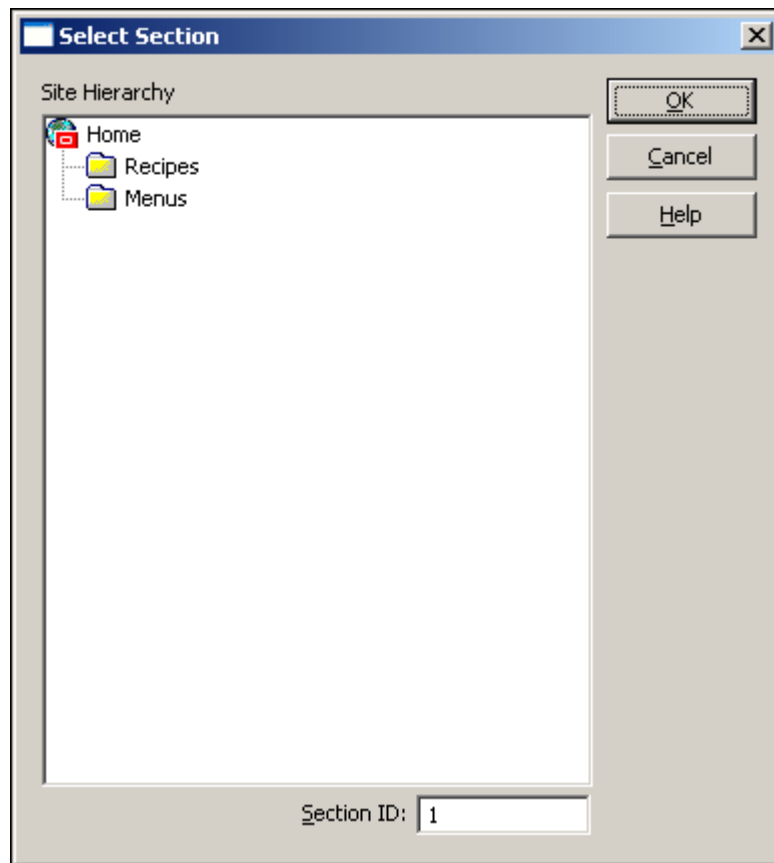 Select Section
Site Hierarchy
OK
Home
Cancel
Recipes
Menus
Help
Section ID: 1